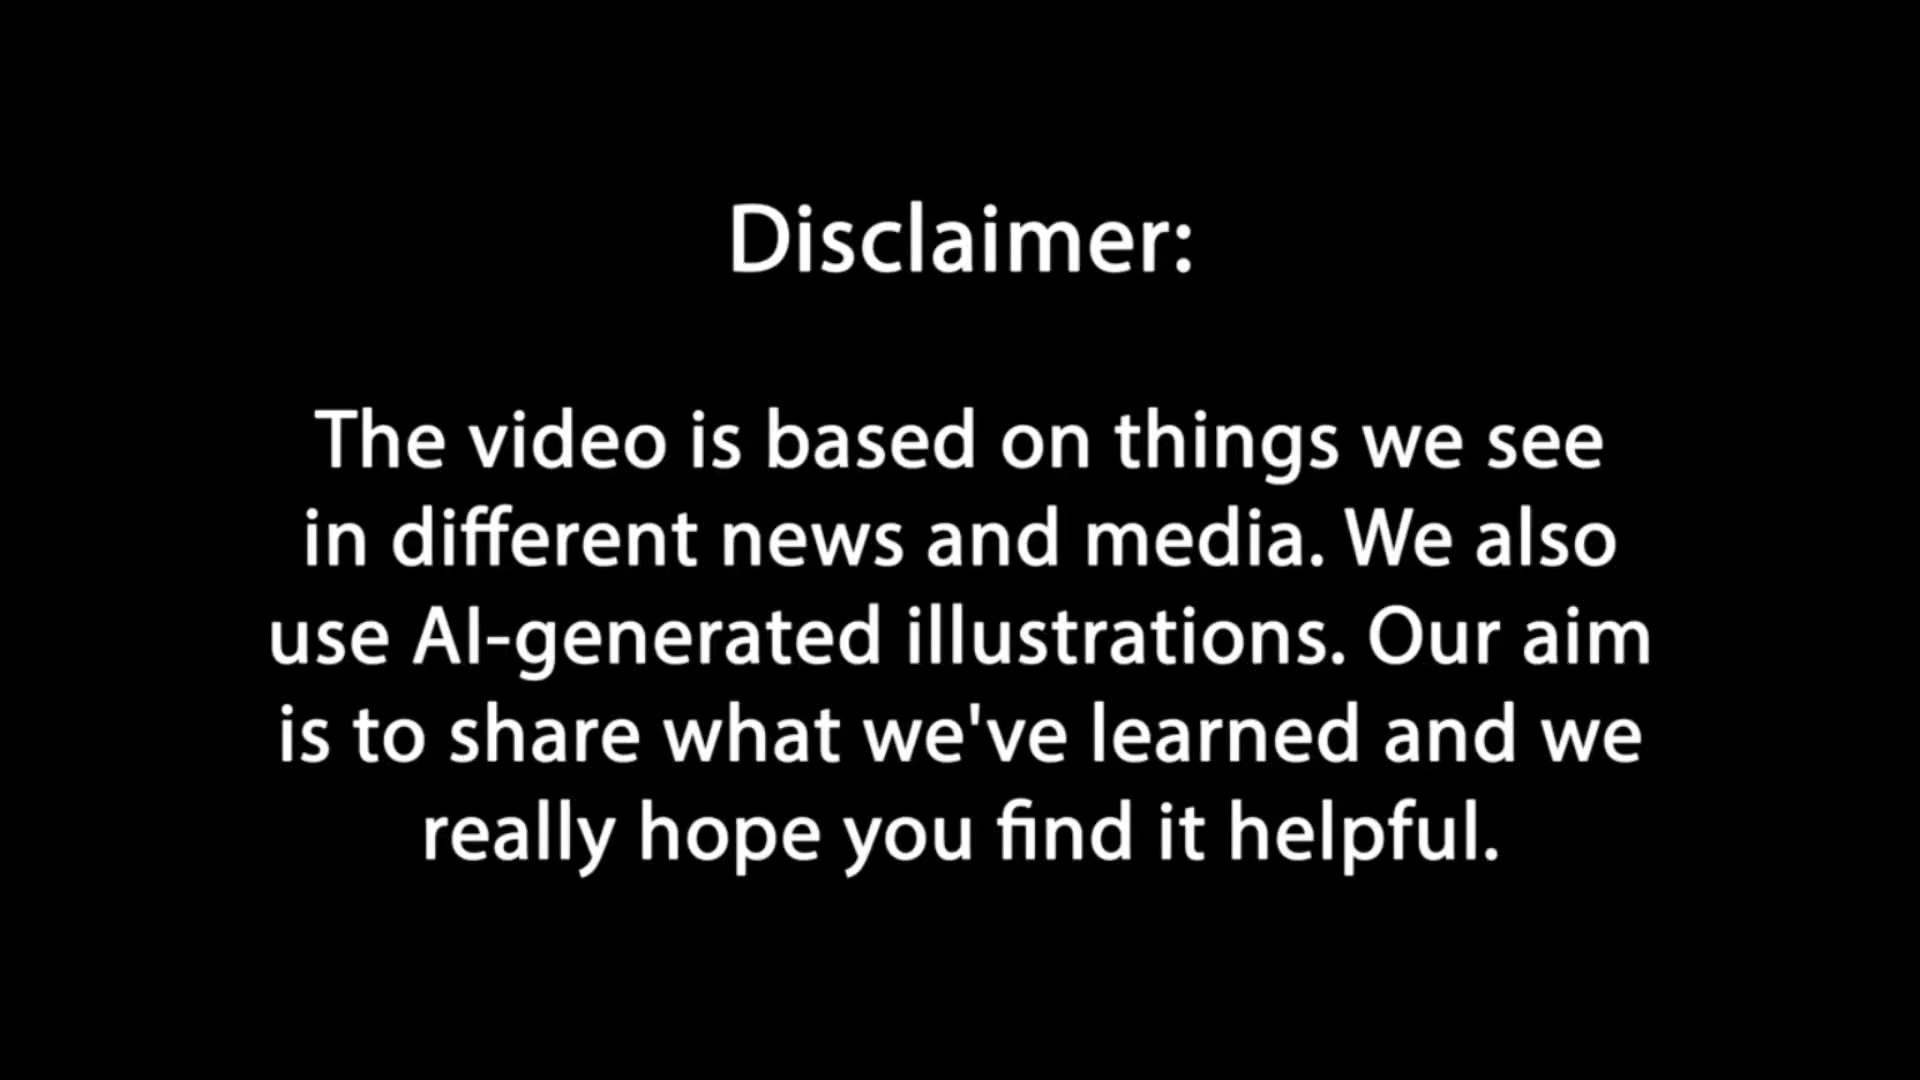 Disclaimer:
The video is based on things we see
in different news and media. We also
use AI-generated illustrations. Our aim
is to share what we've learned and we
really hope you find it helpful.